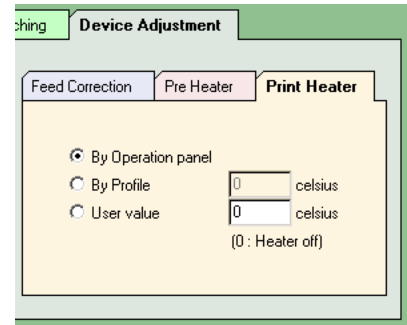 ching Device Adjustment
Feed Correction Pre Heater Print Heater
By Operation panel
By Profile 0 celsius
User value 0 celsius
(0 : Heater off)